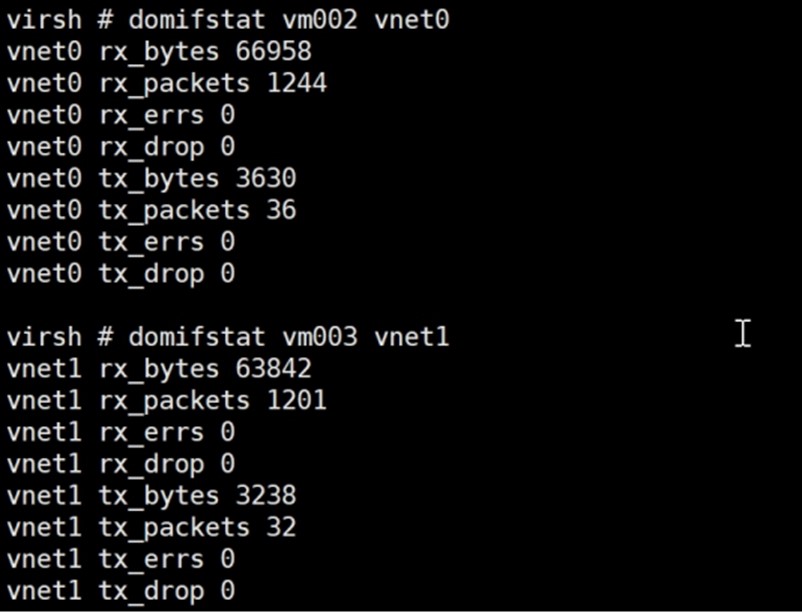 virsh # domifstat vm002 vnet0
vnet0 rx_bytes 66958
vnet0 rx_packets 1244
vnet0 rx_errs 0
vnet0 rx_drop 0
vnet0 tx_bytes 3630
vnet0 tx_packets 36
vnet0 tx_errs 0
vnet0 tx_drop 0
virsh # domifstat vm003 vnet1
vnet1 rx_bytes 63842
vnet1 rx_packets 1201
vnet1 rx_errs 0
vnet1 rx_drop 0
vnet1 tx_bytes 3238
vnet1 tx_packets 32
vnet1 tx_errs 0
vnet1 tx_drop 0